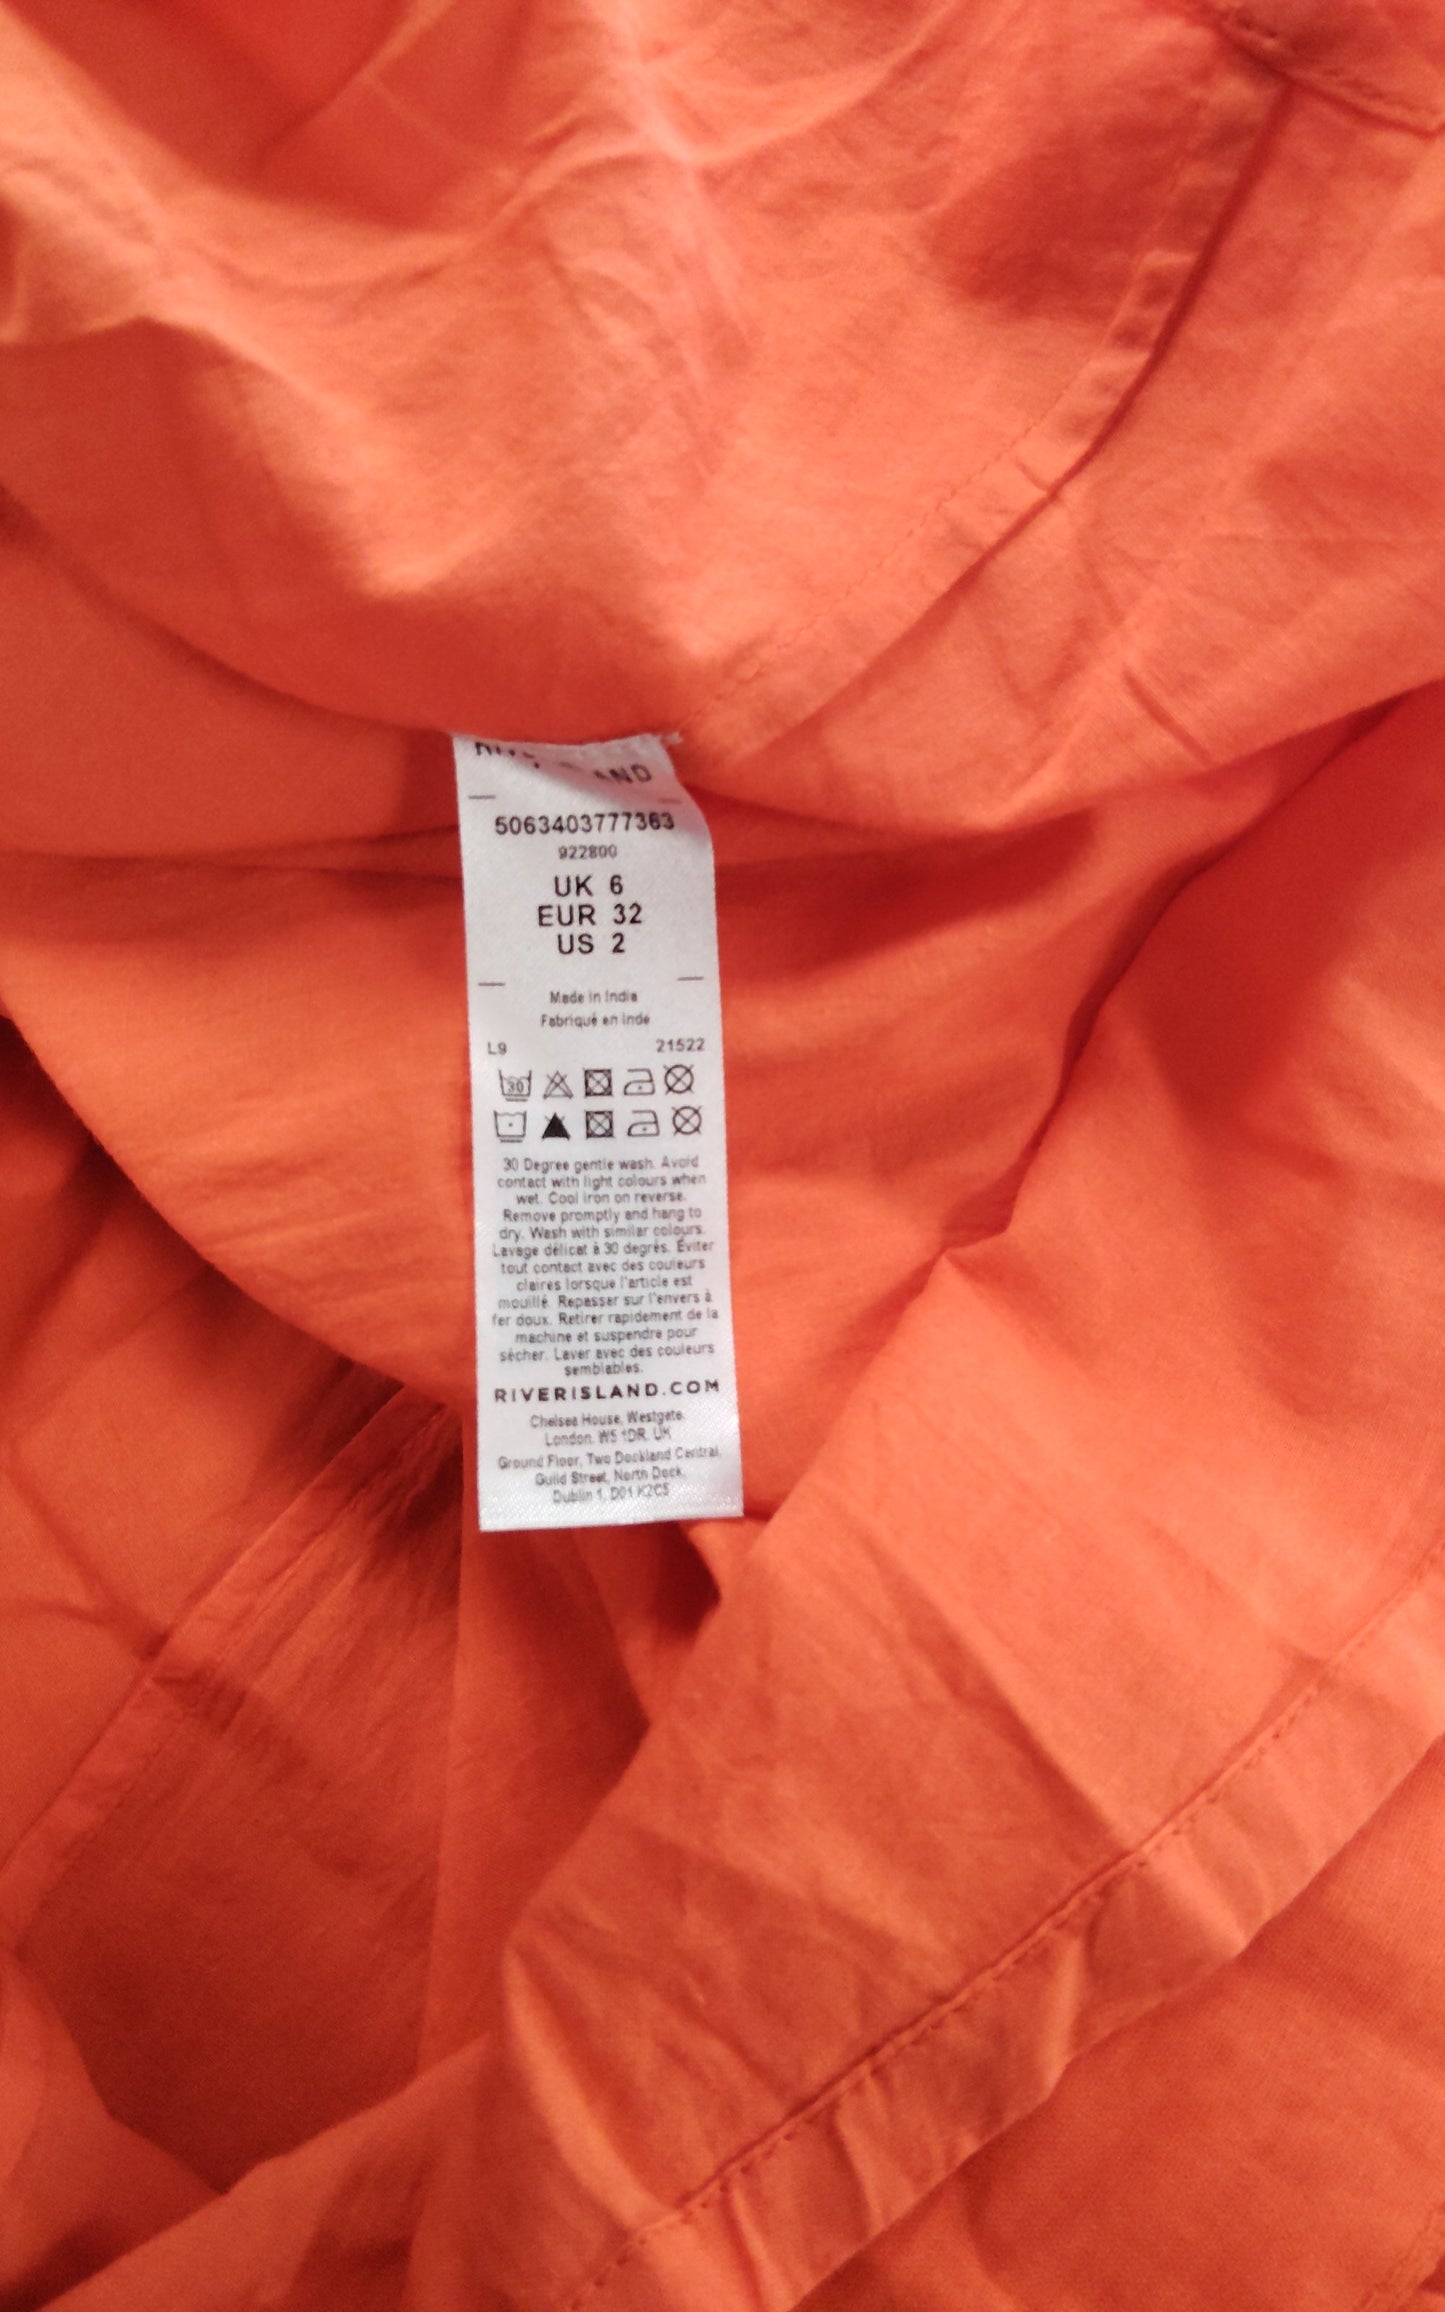 AND
5063403777363
922800
UK 6
EUR 32
US 2
Made in India
Fabriqué en Inde
L9 21522
30
30 Degree gentle wash. Avoid
contact with light colours when
wet. Cool iron on reverse.
Remove promptly and hang to
dry. Wash with similar colours.
Lavage délicat à 30 degrés. Éviter
tout contact avec des couleurs
claires lorsque l'article est
mouillé. Repasser sur l'envers à
fer doux. Retirer rapidement de la
machine et suspendre pour
sécher. Laver avec des couleurs
semblables.
RIVERISLAND.COM
Chelsea House, Westgate,
London. W5 1DR. UK
Ground Floor, Two Dockland Central,
Guild Street, North Dock,
Dublin 1, D01 K2C5